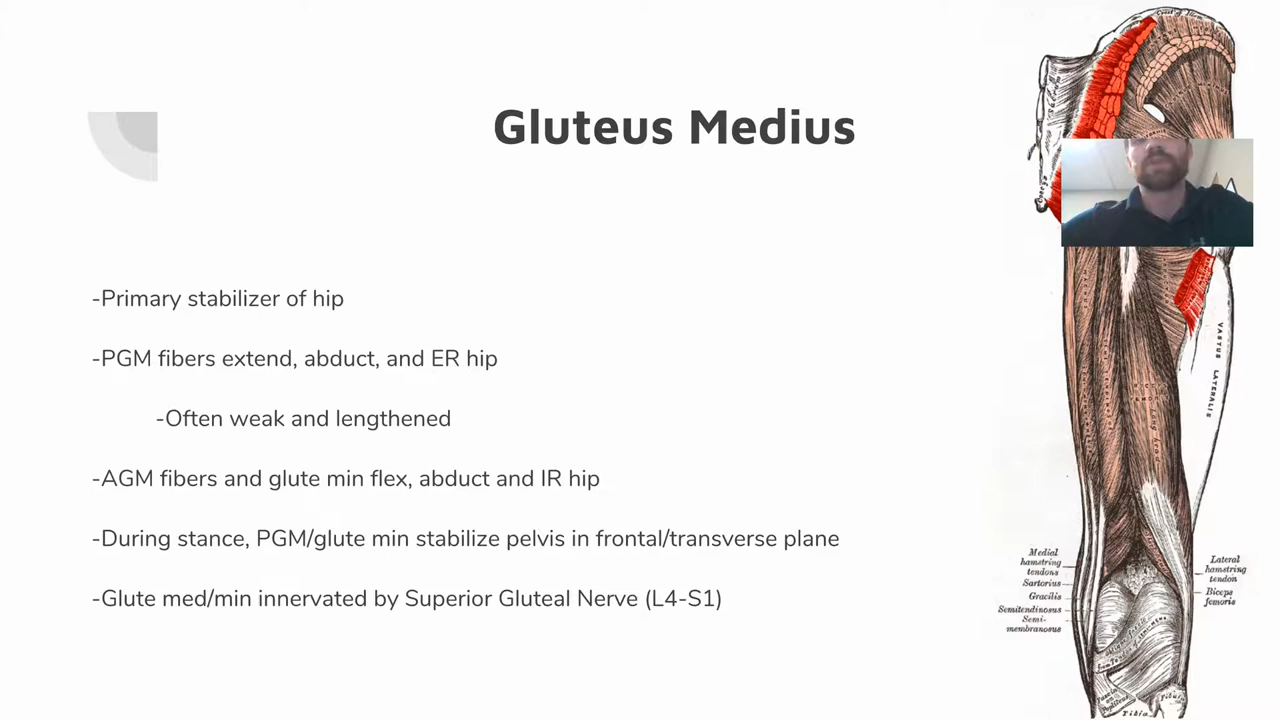 Gluteus Medius
-Primary stabilizer of hip
-PGM fibers extend, abduct, and ER hip
-Often weak and lengthened
-AGM fibers and glute min flex, abduct and IR hip
-During stance, PGM/glute min stabilize pelvis in frontal/transverse plane
-Glute med/min innervated by Superior Gluteal Nerve (L4-S1)
VASTUS LATERALIS
Long head
Medial
hamstring
tendons
Sartorius
Gracilis
Semitendinosus
Semi-
membranosus
Lateral
hamstring
tendon
Biceps
femoris
Tibia